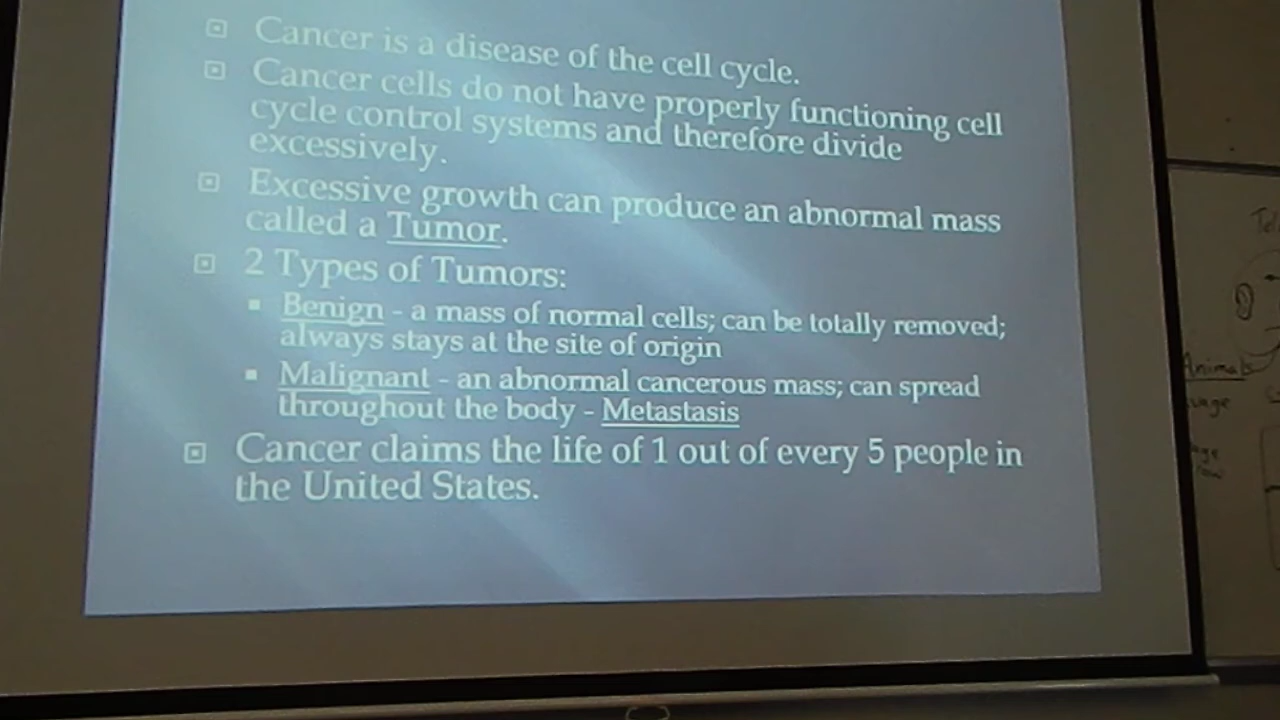 Cancer is a disease of the cell cycle.
Cancer cells do not have properly functioning cell
cycle control systems and therefore divide
excessively.
Excessive growth can produce an abnormal mass
called a Tumor.
2 Types of Tumors:
Benign - a mass of normal cells; can be totally removed;
always stays at the site of origin
Malignant - an abnormal cancerous mass; can spread
throughout the body - Metastasis
Cancer claims the life of 1 out of every 5 people in
the United States.
Animals